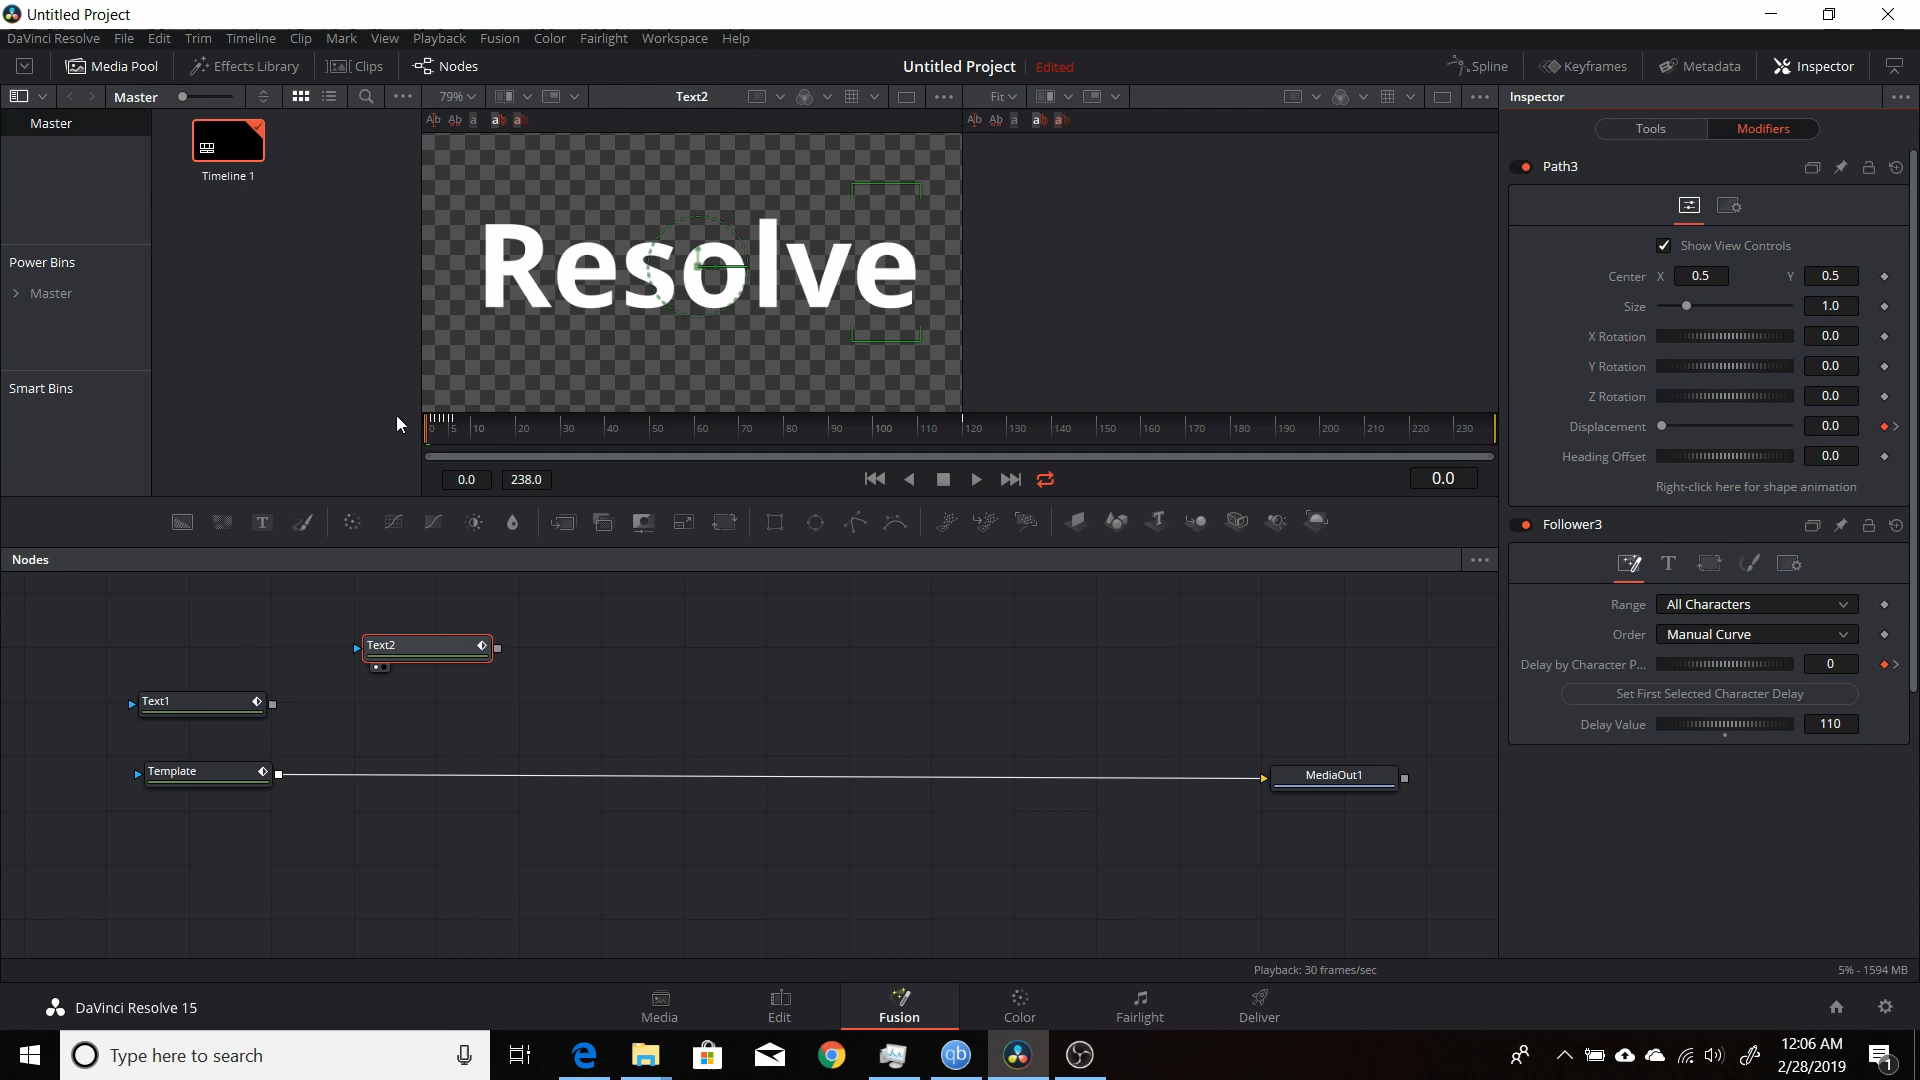 Untitled Project
DaVinci Resolve File Edit Trim Timeline Clip Mark View Playback Fusion Color Fairlight Workspace Help
Media Pool Effects Library Clips Nodes Untitled Project Edited Spline Keyframes Metadata Inspector
Master 79% Text2 Fit Inspector
Master
Timeline 1
Power Bins
Master
Smart Bins
Resolve
0 5 10 20 30 40 50 60 70 80 90 100 110 120 130 140 150 160 170 180 190 200 210 220 230
0.0 238.0 0.0
Tools Modifiers
Path3
Show View Controls
Center X 0.5 Y 0.5
Size 1.0
X Rotation 0.0
Y Rotation 0.0
Z Rotation 0.0
Displacement 0.0
Heading Offset 0.0
Right-click here for shape animation
Follower3
Range All Characters
Order Manual Curve
Delay by Character P... 0
Set First Selected Character Delay
Delay Value 110
Nodes
Text2
Text1
Template
MediaOut1
Playback: 30 frames/sec 5% - 1594 MB
DaVinci Resolve 15
Media Edit Fusion Color Fairlight Deliver
Type here to search
12:06 AM
2/28/2019
1